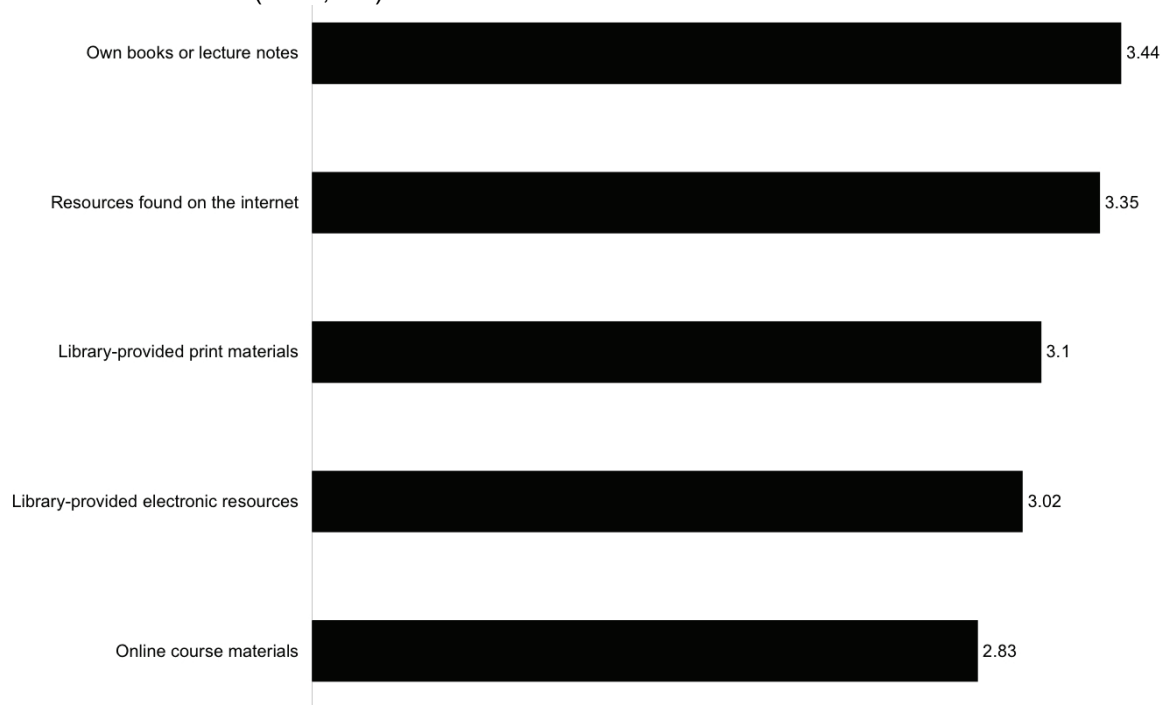 Own books or lecture notes 3.44
Resources found on the internet 3.35
Library-provided print materials 3.1
Library-provided electronic resources 3.02
Online course materials 2.83